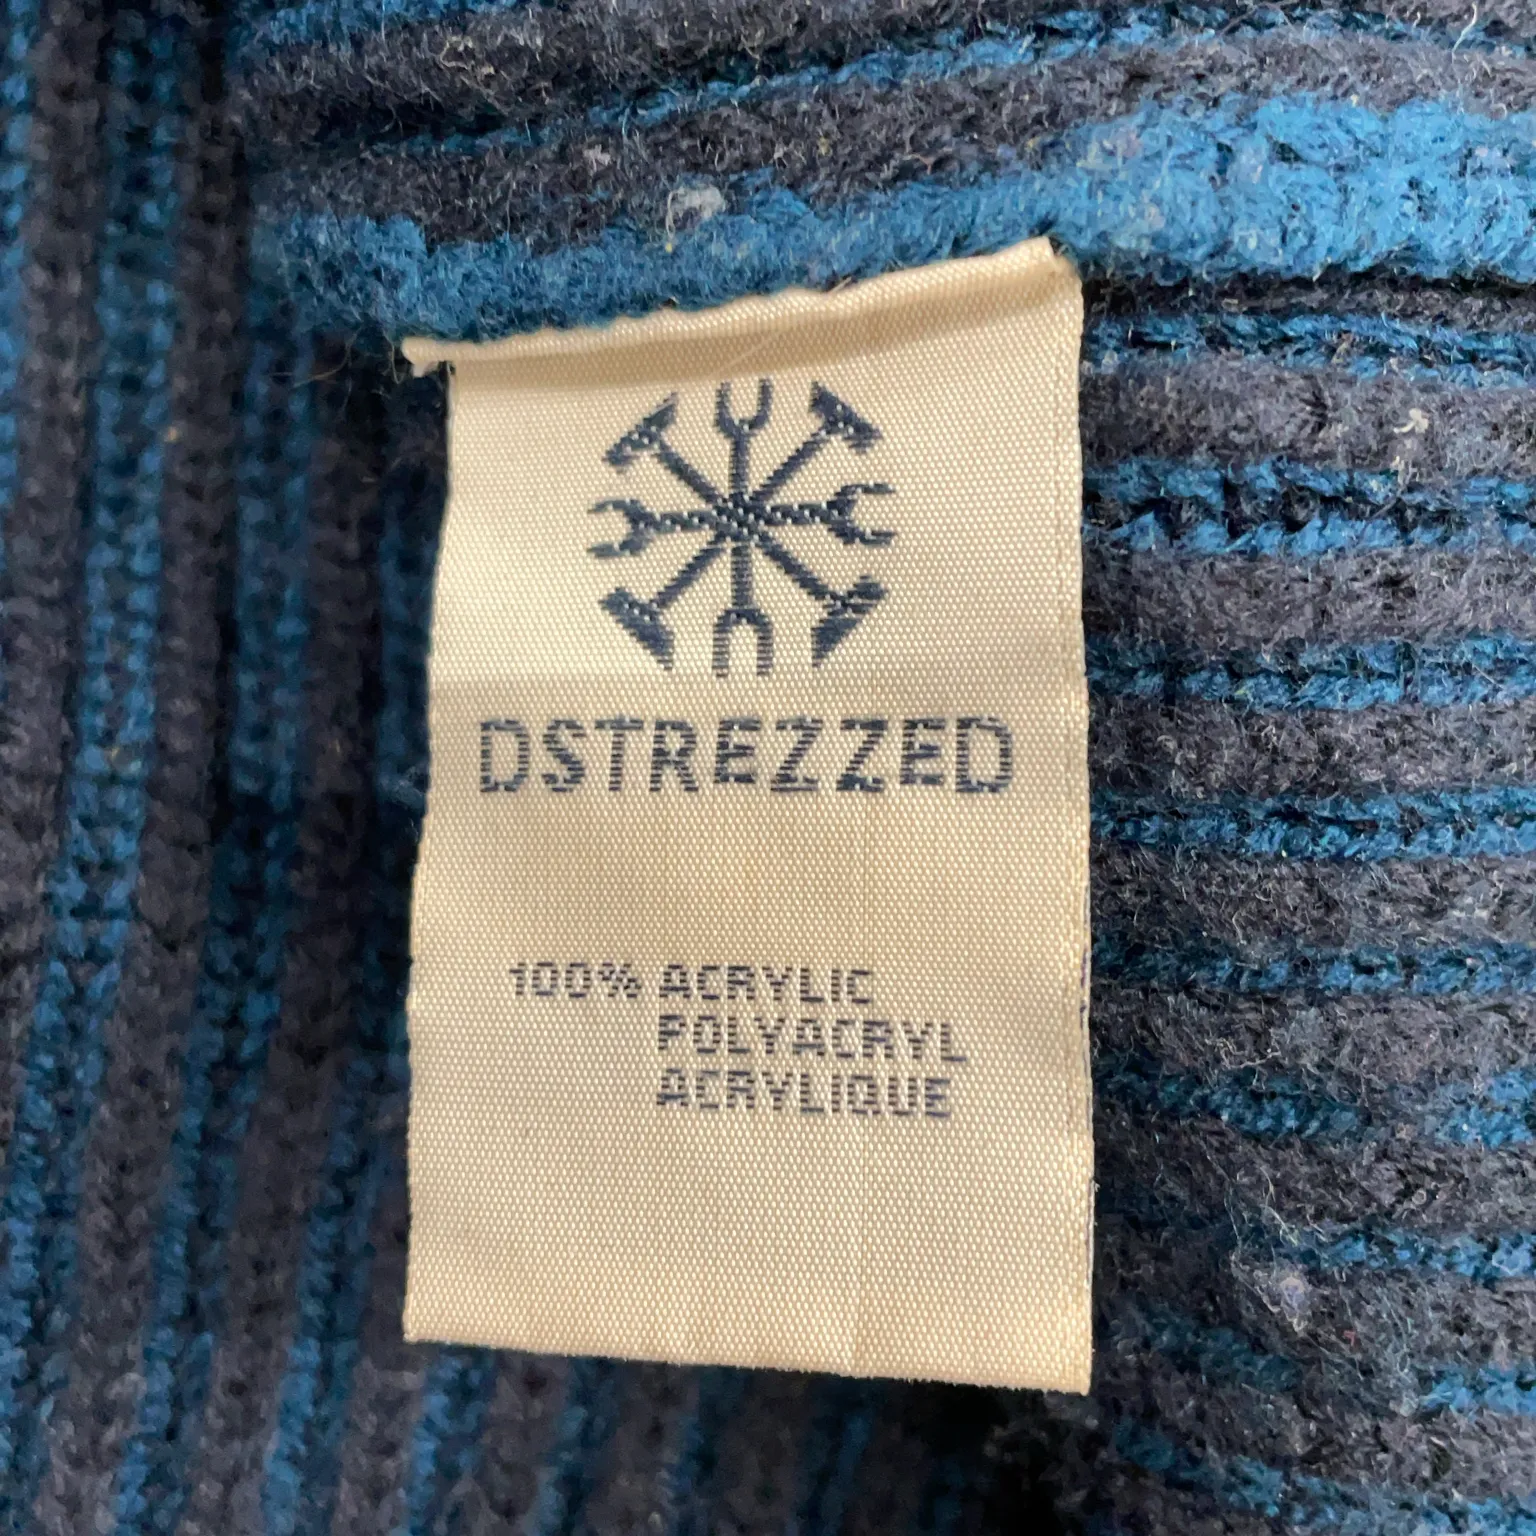 DSTREZZED
100% ACRYLIC
POLYACRYL
ACRYLIQUE